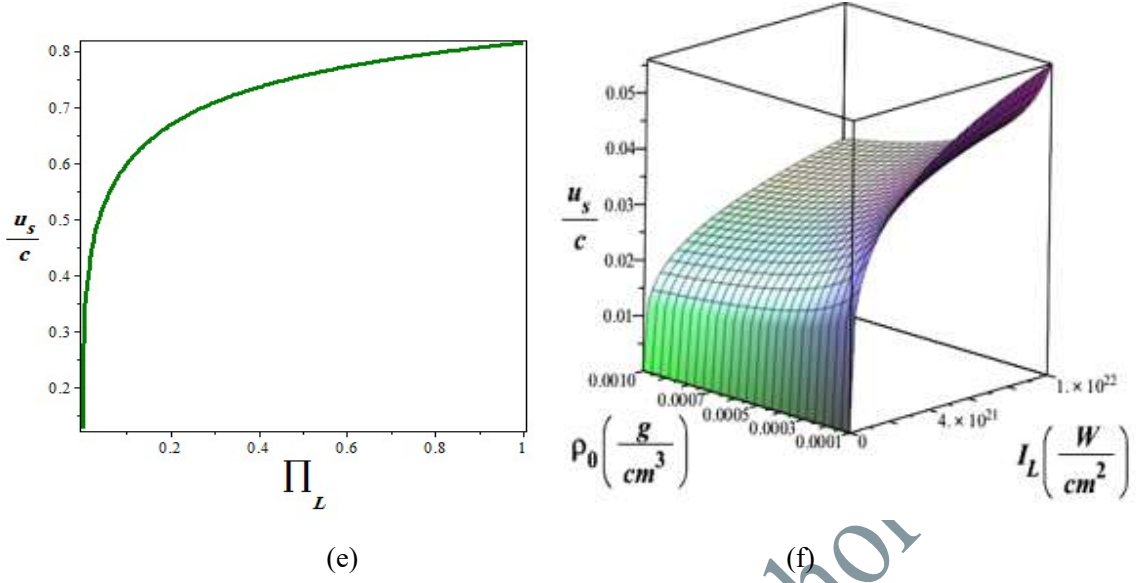 0.8
0.7
0.6
0.5
0.4
0.3
0.2
u_s/c
0.2 0.4 0.6 0.8 1
∏_L
(e)
0.05
0.04
0.03
0.02
0.01
u_s/c
0.0010 0.0007 0.0005 0.0003 0.0001
ρ_0 (g/cm^3)
0 4. × 10^21 1. × 10^22
I_L (W/cm^2)
(f)
hor